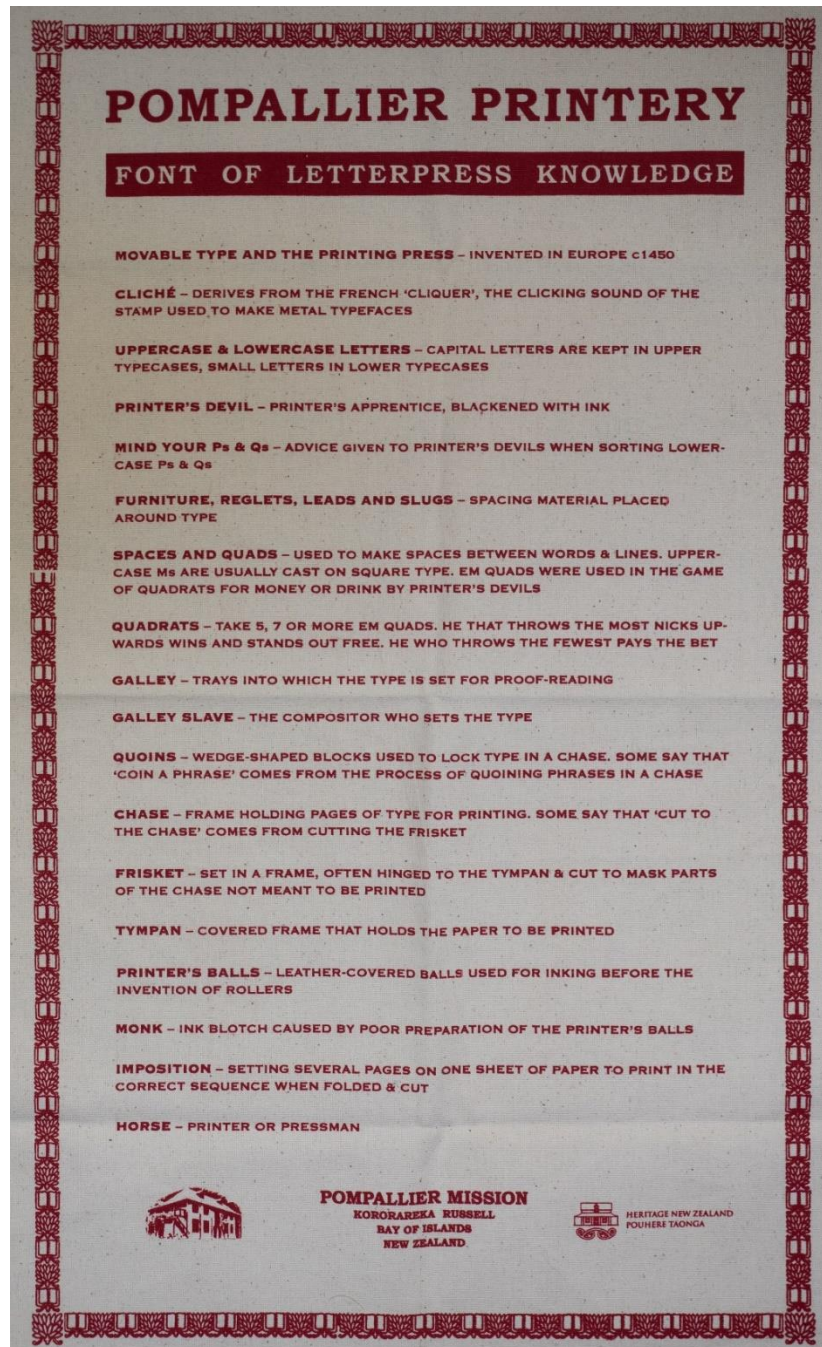 POMPALLIER PRINTERY
FONT OF LETTERPRESS KNOWLEDGE
MOVABLE TYPE AND THE PRINTING PRESS – INVENTED IN EUROPE c1450
CLICHÉ – DERIVES FROM THE FRENCH ‘CLIQUER’, THE CLICKING SOUND OF THE
STAMP USED TO MAKE METAL TYPEFACES
UPPERCASE & LOWERCASE LETTERS – CAPITAL LETTERS ARE KEPT IN UPPER
TYPECASES, SMALL LETTERS IN LOWER TYPECASES
PRINTER’S DEVIL – PRINTER’S APPRENTICE, BLACKENED WITH INK
MIND YOUR Ps & Qs – ADVICE GIVEN TO PRINTER’S DEVILS WHEN SORTING LOWER-
CASE Ps & Qs
FURNITURE, REGLETS, LEADS AND SLUGS – SPACING MATERIAL PLACED
AROUND TYPE
SPACES AND QUADS – USED TO MAKE SPACES BETWEEN WORDS & LINES. UPPER-
CASE Ms ARE USUALLY CAST ON SQUARE TYPE. EM QUADS WERE USED IN THE GAME
OF QUADRATS FOR MONEY OR DRINK BY PRINTER’S DEVILS
QUADRATS – TAKE 5, 7 OR MORE EM QUADS. HE THAT THROWS THE MOST NICKS UP-
WARDS WINS AND STANDS OUT FREE. HE WHO THROWS THE FEWEST PAYS THE BET
GALLEY – TRAYS INTO WHICH THE TYPE IS SET FOR PROOF-READING
GALLEY SLAVE – THE COMPOSITOR WHO SETS THE TYPE
QUOINS – WEDGE-SHAPED BLOCKS USED TO LOCK TYPE IN A CHASE. SOME SAY THAT
‘COIN A PHRASE’ COMES FROM THE PROCESS OF QUOINING PHRASES IN A CHASE
CHASE – FRAME HOLDING PAGES OF TYPE FOR PRINTING. SOME SAY THAT ‘CUT TO
THE CHASE’ COMES FROM CUTTING THE FRISKET
FRISKET – SET IN A FRAME, OFTEN HINGED TO THE TYMPAN & CUT TO MASK PARTS
OF THE CHASE NOT MEANT TO BE PRINTED
TYMPAN – COVERED FRAME THAT HOLDS THE PAPER TO BE PRINTED
PRINTER’S BALLS – LEATHER-COVERED BALLS USED FOR INKING BEFORE THE
INVENTION OF ROLLERS
MONK – INK BLOTCH CAUSED BY POOR PREPARATION OF THE PRINTER’S BALLS
IMPOSITION – SETTING SEVERAL PAGES ON ONE SHEET OF PAPER TO PRINT IN THE
CORRECT SEQUENCE WHEN FOLDED & CUT
HORSE – PRINTER OR PRESSMAN
POMPALLIER MISSION
KORORAREKA RUSSELL
BAY OF ISLANDS
NEW ZEALAND
HERITAGE NEW ZEALAND
POUHERE TAONGA